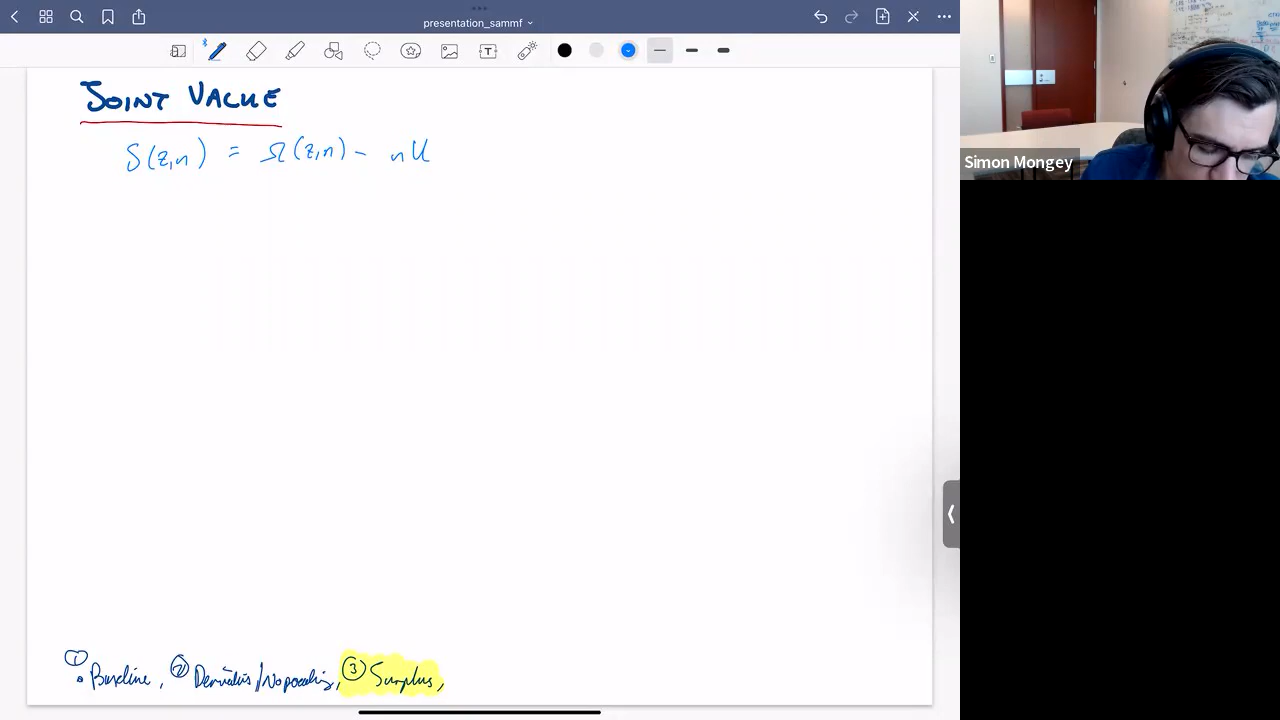 presentation_sammf
JOINT VALUE
S(z,n) = Ω(z,n) - nU
Simon Mongey
① • Baseline, ② Derivatives/No poaching, ③ Surplus,